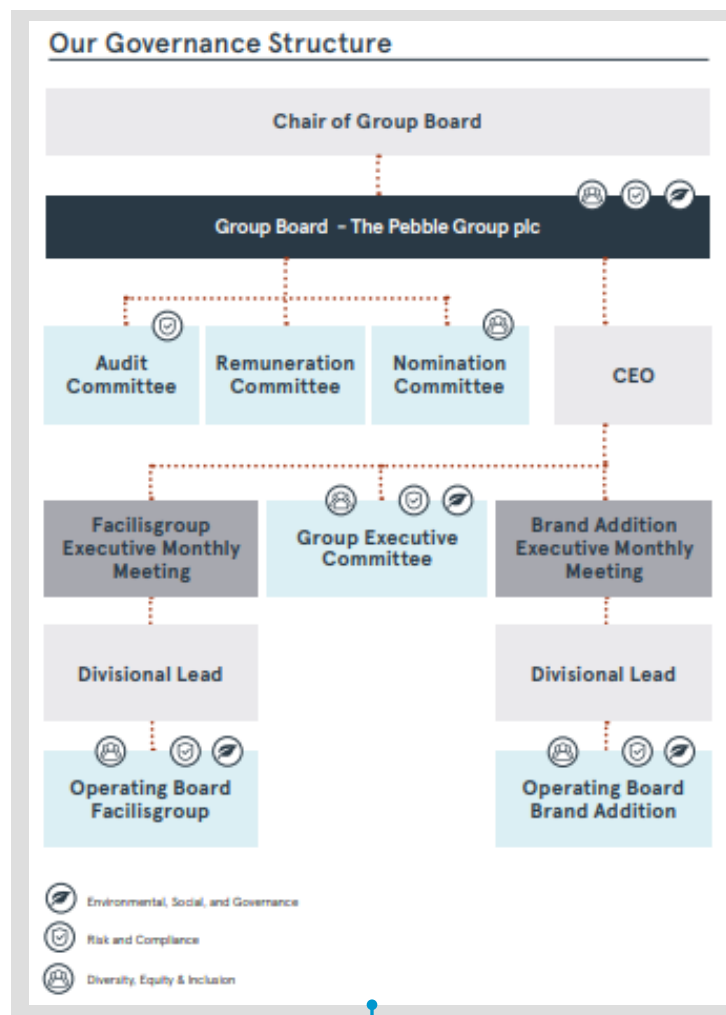 Our Governance Structure
Chair of Group Board
Group Board - The Pebble Group plc
Audit
Committee
Remuneration
Committee
Nomination
Committee
CEO
Facilisgroup
Executive Monthly
Meeting
Group Executive
Committee
Brand Addition
Executive Monthly
Meeting
Divisional Lead
Divisional Lead
Operating Board
Facilisgroup
Operating Board
Brand Addition
Environmental, Social, and Governance
Risk and Compliance
Diversity, Equity & Inclusion